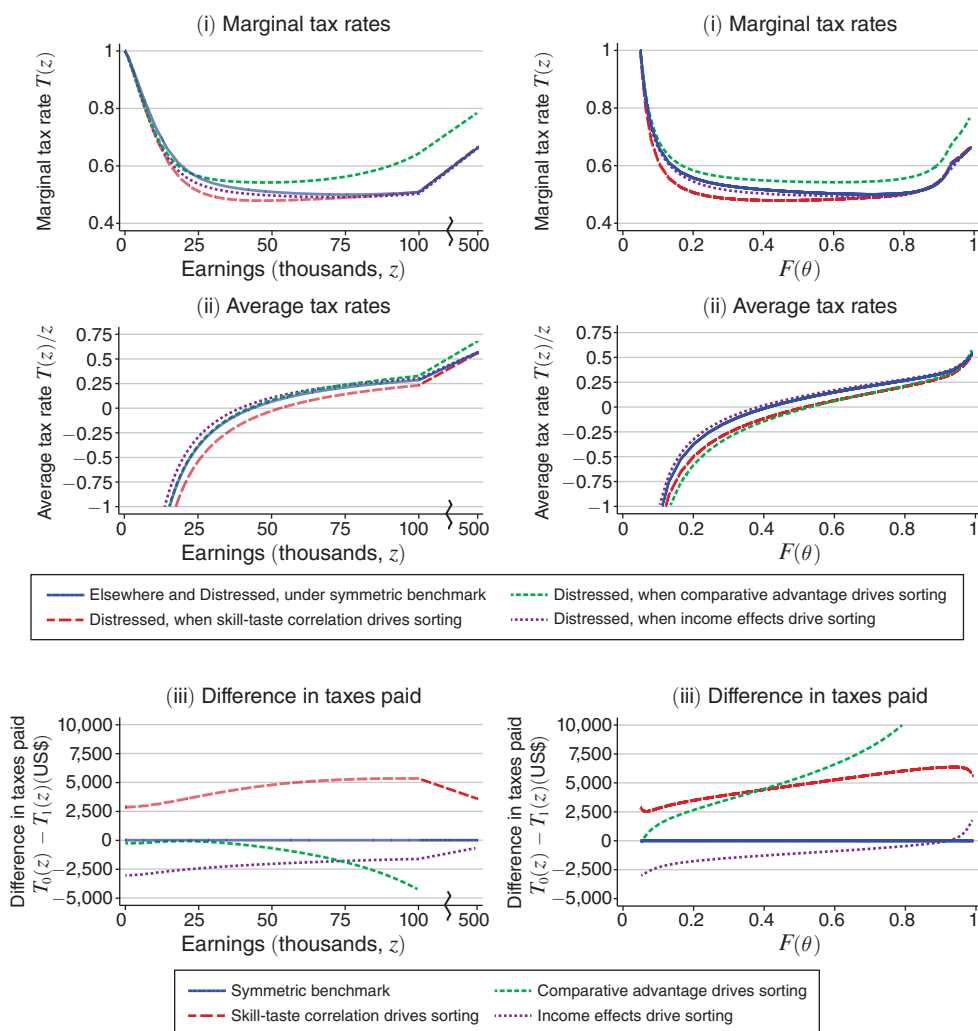 (i) Marginal tax rates
Marginal tax rate T(z)
1
0.8
0.6
0.4
0
25
50
75
100
500
Earnings (thousands, z)
(i) Marginal tax rates
Marginal tax rate T(z)
1
0.8
0.6
0.4
0
0.2
0.4
0.6
0.8
1
F(θ)
(ii) Average tax rates
Average tax rate T(z)/z
0.75
0.5
0.25
0
−0.25
−0.5
−0.75
−1
0
25
50
75
100
500
Earnings (thousands, z)
(ii) Average tax rates
Average tax rate T(z)/z
0.75
0.5
0.25
0
−0.25
−0.5
−0.75
−1
0
0.2
0.4
0.6
0.8
1
F(θ)
Elsewhere and Distressed, under symmetric benchmark
Distressed, when comparative advantage drives sorting
Distressed, when skill-taste correlation drives sorting
Distressed, when income effects drive sorting
(iii) Difference in taxes paid
Difference in taxes paid
T₀(z) − T₁(z)(US$)
10,000
7,500
5,000
2,500
0
−2,500
−5,000
0
25
50
75
100
500
Earnings (thousands, z)
(iii) Difference in taxes paid
Difference in taxes paid
T₀(z) − T₁(z)(US$)
10,000
7,500
5,000
2,500
0
−2,500
−5,000
0
0.2
0.4
0.6
0.8
1
F(θ)
Symmetric benchmark
Comparative advantage drives sorting
Skill-taste correlation drives sorting
Income effects drive sorting